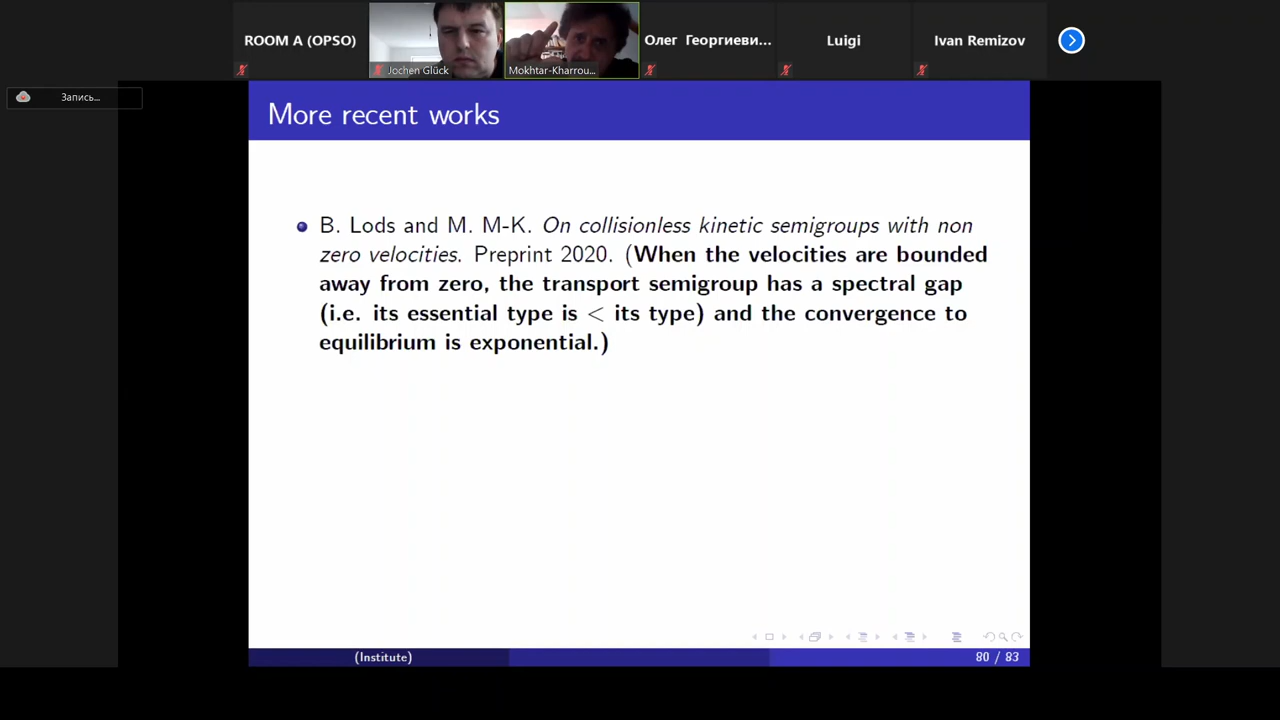 ROOM A (OPSO)
Jochen Glück
Mokhtar-Kharrou...
Олег Георгиеви...
Luigi
Ivan Remizov
Запись...
More recent works
B. Lods and M. M-K. On collisionless kinetic semigroups with non
zero velocities. Preprint 2020. (When the velocities are bounded
away from zero, the transport semigroup has a spectral gap
(i.e. its essential type is < its type) and the convergence to
equilibrium is exponential.)
(Institute)
80 / 83